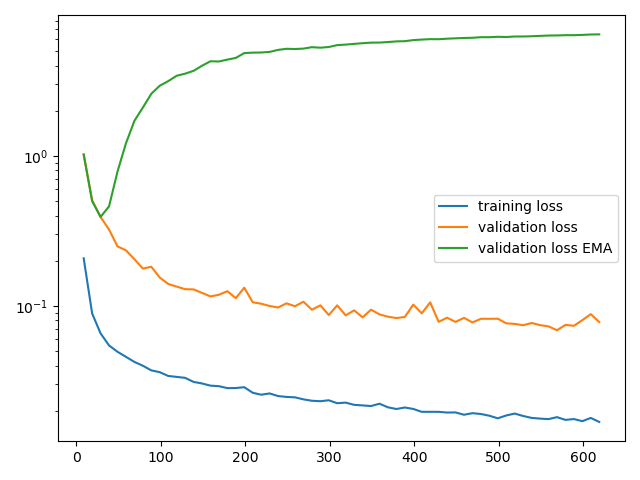 10⁰
10⁻¹
training loss
validation loss
validation loss EMA
0 100 200 300 400 500 600